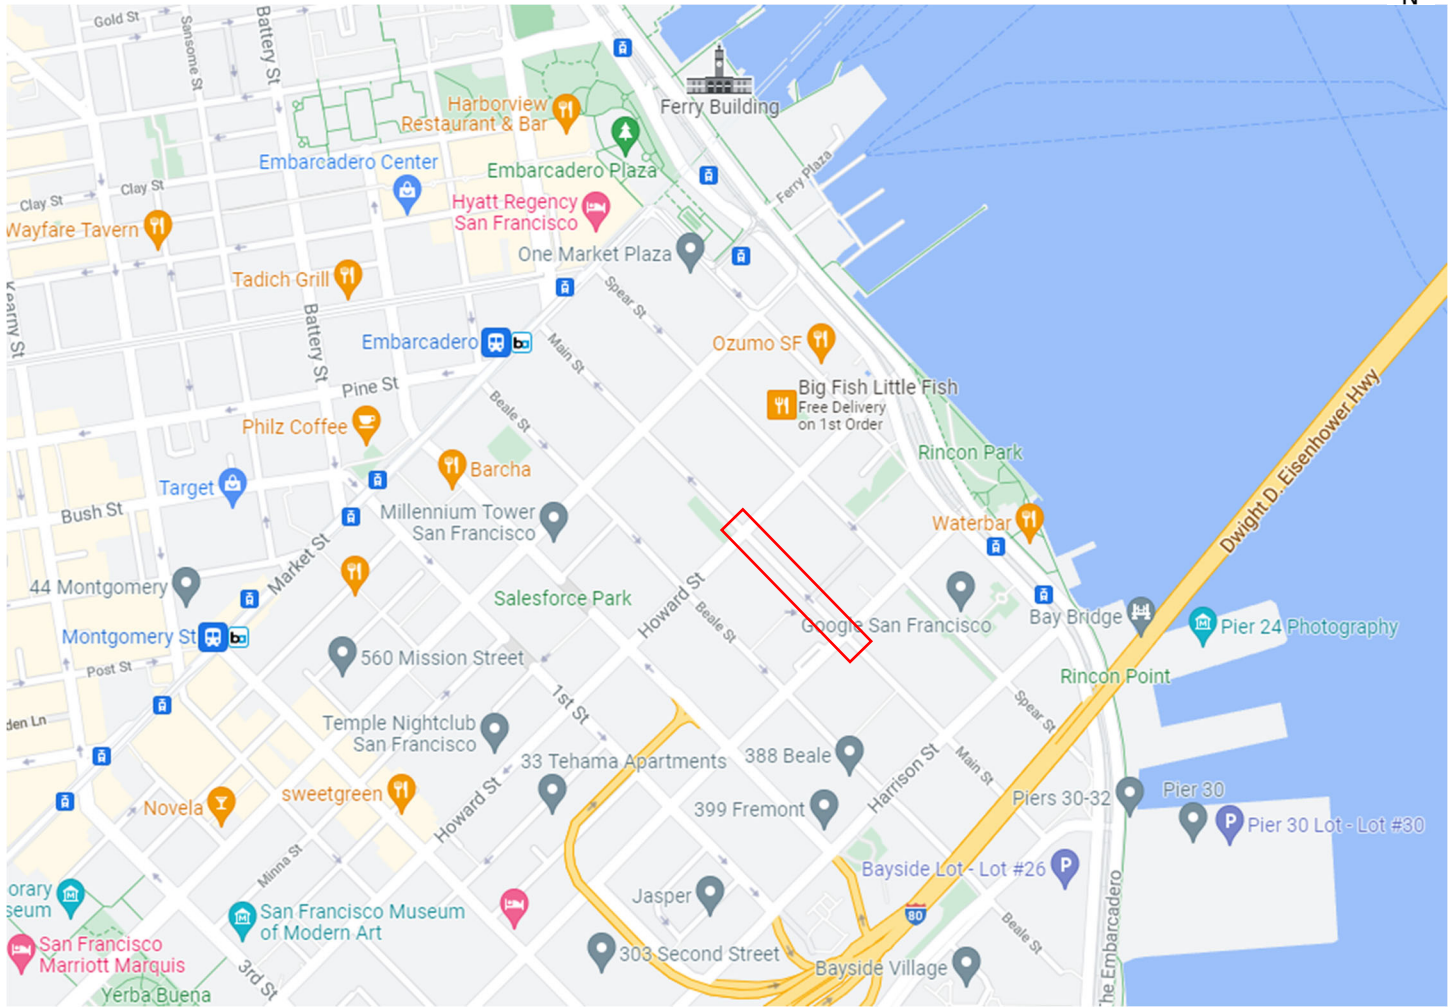 N
Gold St
Sansome St
Battery St
Ferry Building
Harborview
Restaurant & Bar
Embarcadero Plaza
Ferry Plaza
Embarcadero Center
Clay St
Clay St
Hyatt Regency
San Francisco
Wayfare Tavern
One Market Plaza
Tadich Grill
Spear St
Kearny St
Battery St
Embarcadero
Main St
Ozumo SF
Pine St
Big Fish Little Fish
Free Delivery
on 1st Order
Beale St
Dwight D. Eisenhower Hwy
Philz Coffee
Rincon Park
Barcha
Target
Bush St
Millennium Tower
San Francisco
Waterbar
Market St
44 Montgomery
Salesforce Park
Howard St
Beale St
Google San Francisco
Bay Bridge
Pier 24 Photography
Montgomery St
560 Mission Street
Post St
Rincon Point
1st St
Spear St
den Ln
Temple Nightclub
San Francisco
33 Tehama Apartments
388 Beale
Main St
Harrison St
sweetgreen
Howard St
399 Fremont
Piers 30-32
Pier 30
Novela
Pier 30 Lot - Lot #30
Minna St
Bayside Lot - Lot #26
orary
seum
Jasper
San Francisco Museum
of Modern Art
80
Beale St
The Embarcadero
San Francisco
Marriott Marquis
303 Second Street
Bayside Village
3rd St
Yerba Buena